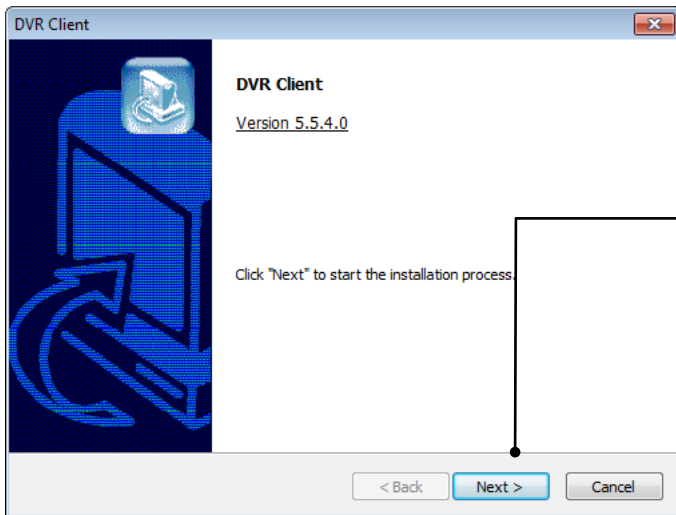 DVR Client
DVR Client
Version 5.5.4.0
Click "Next" to start the installation process.
< Back Next > Cancel